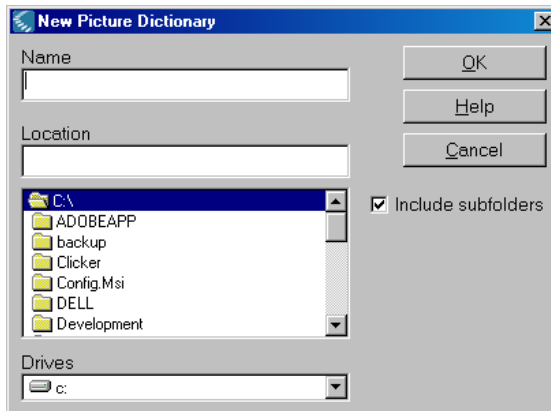 New Picture Dictionary
Name
OK
Help
Location
Cancel
C:\
ADOBEAPP
Include subfolders
backup
Clicker
Config.Msi
DELL
Development
Drives
c: